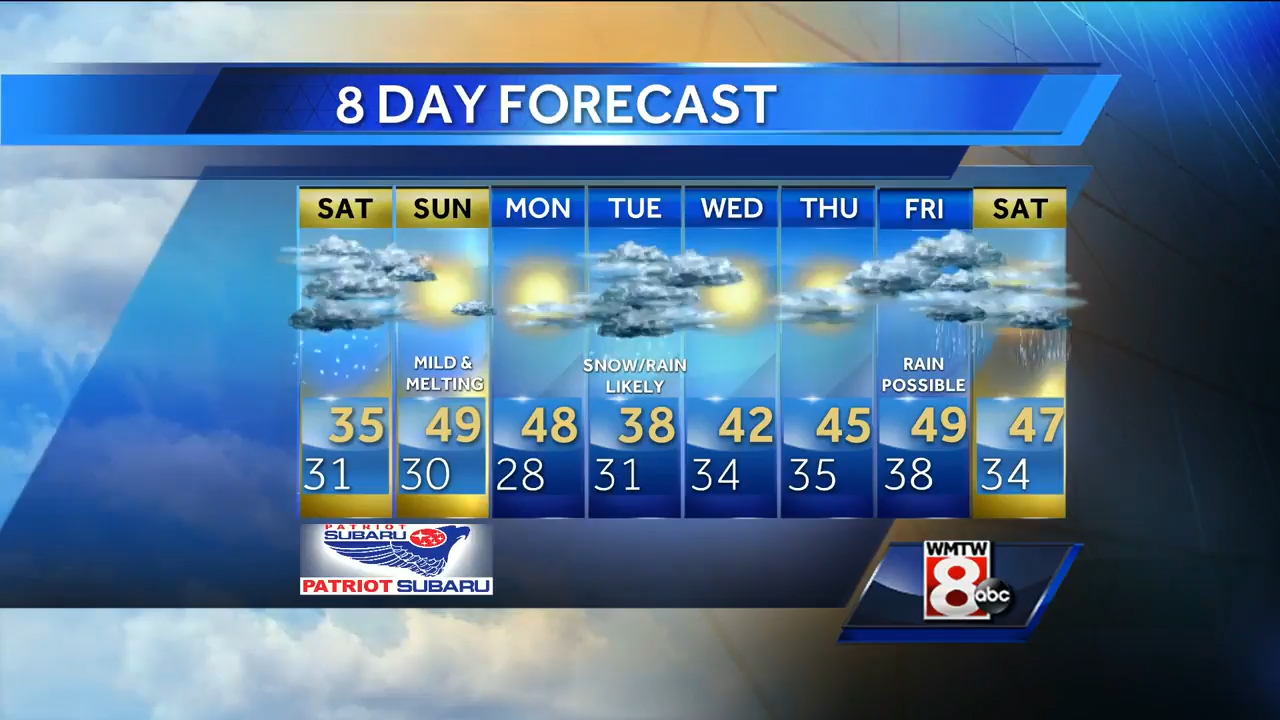 8 DAY FORECAST
SAT SUN MON TUE WED THU FRI SAT
MILD &
MELTING
SNOW/RAIN
LIKELY
RAIN
POSSIBLE
35 49 48 38 42 45 49 47
31 30 28 31 34 35 38 34
PATRIOT
SUBARU
PATRIOT SUBARU
WMTW
8
abc